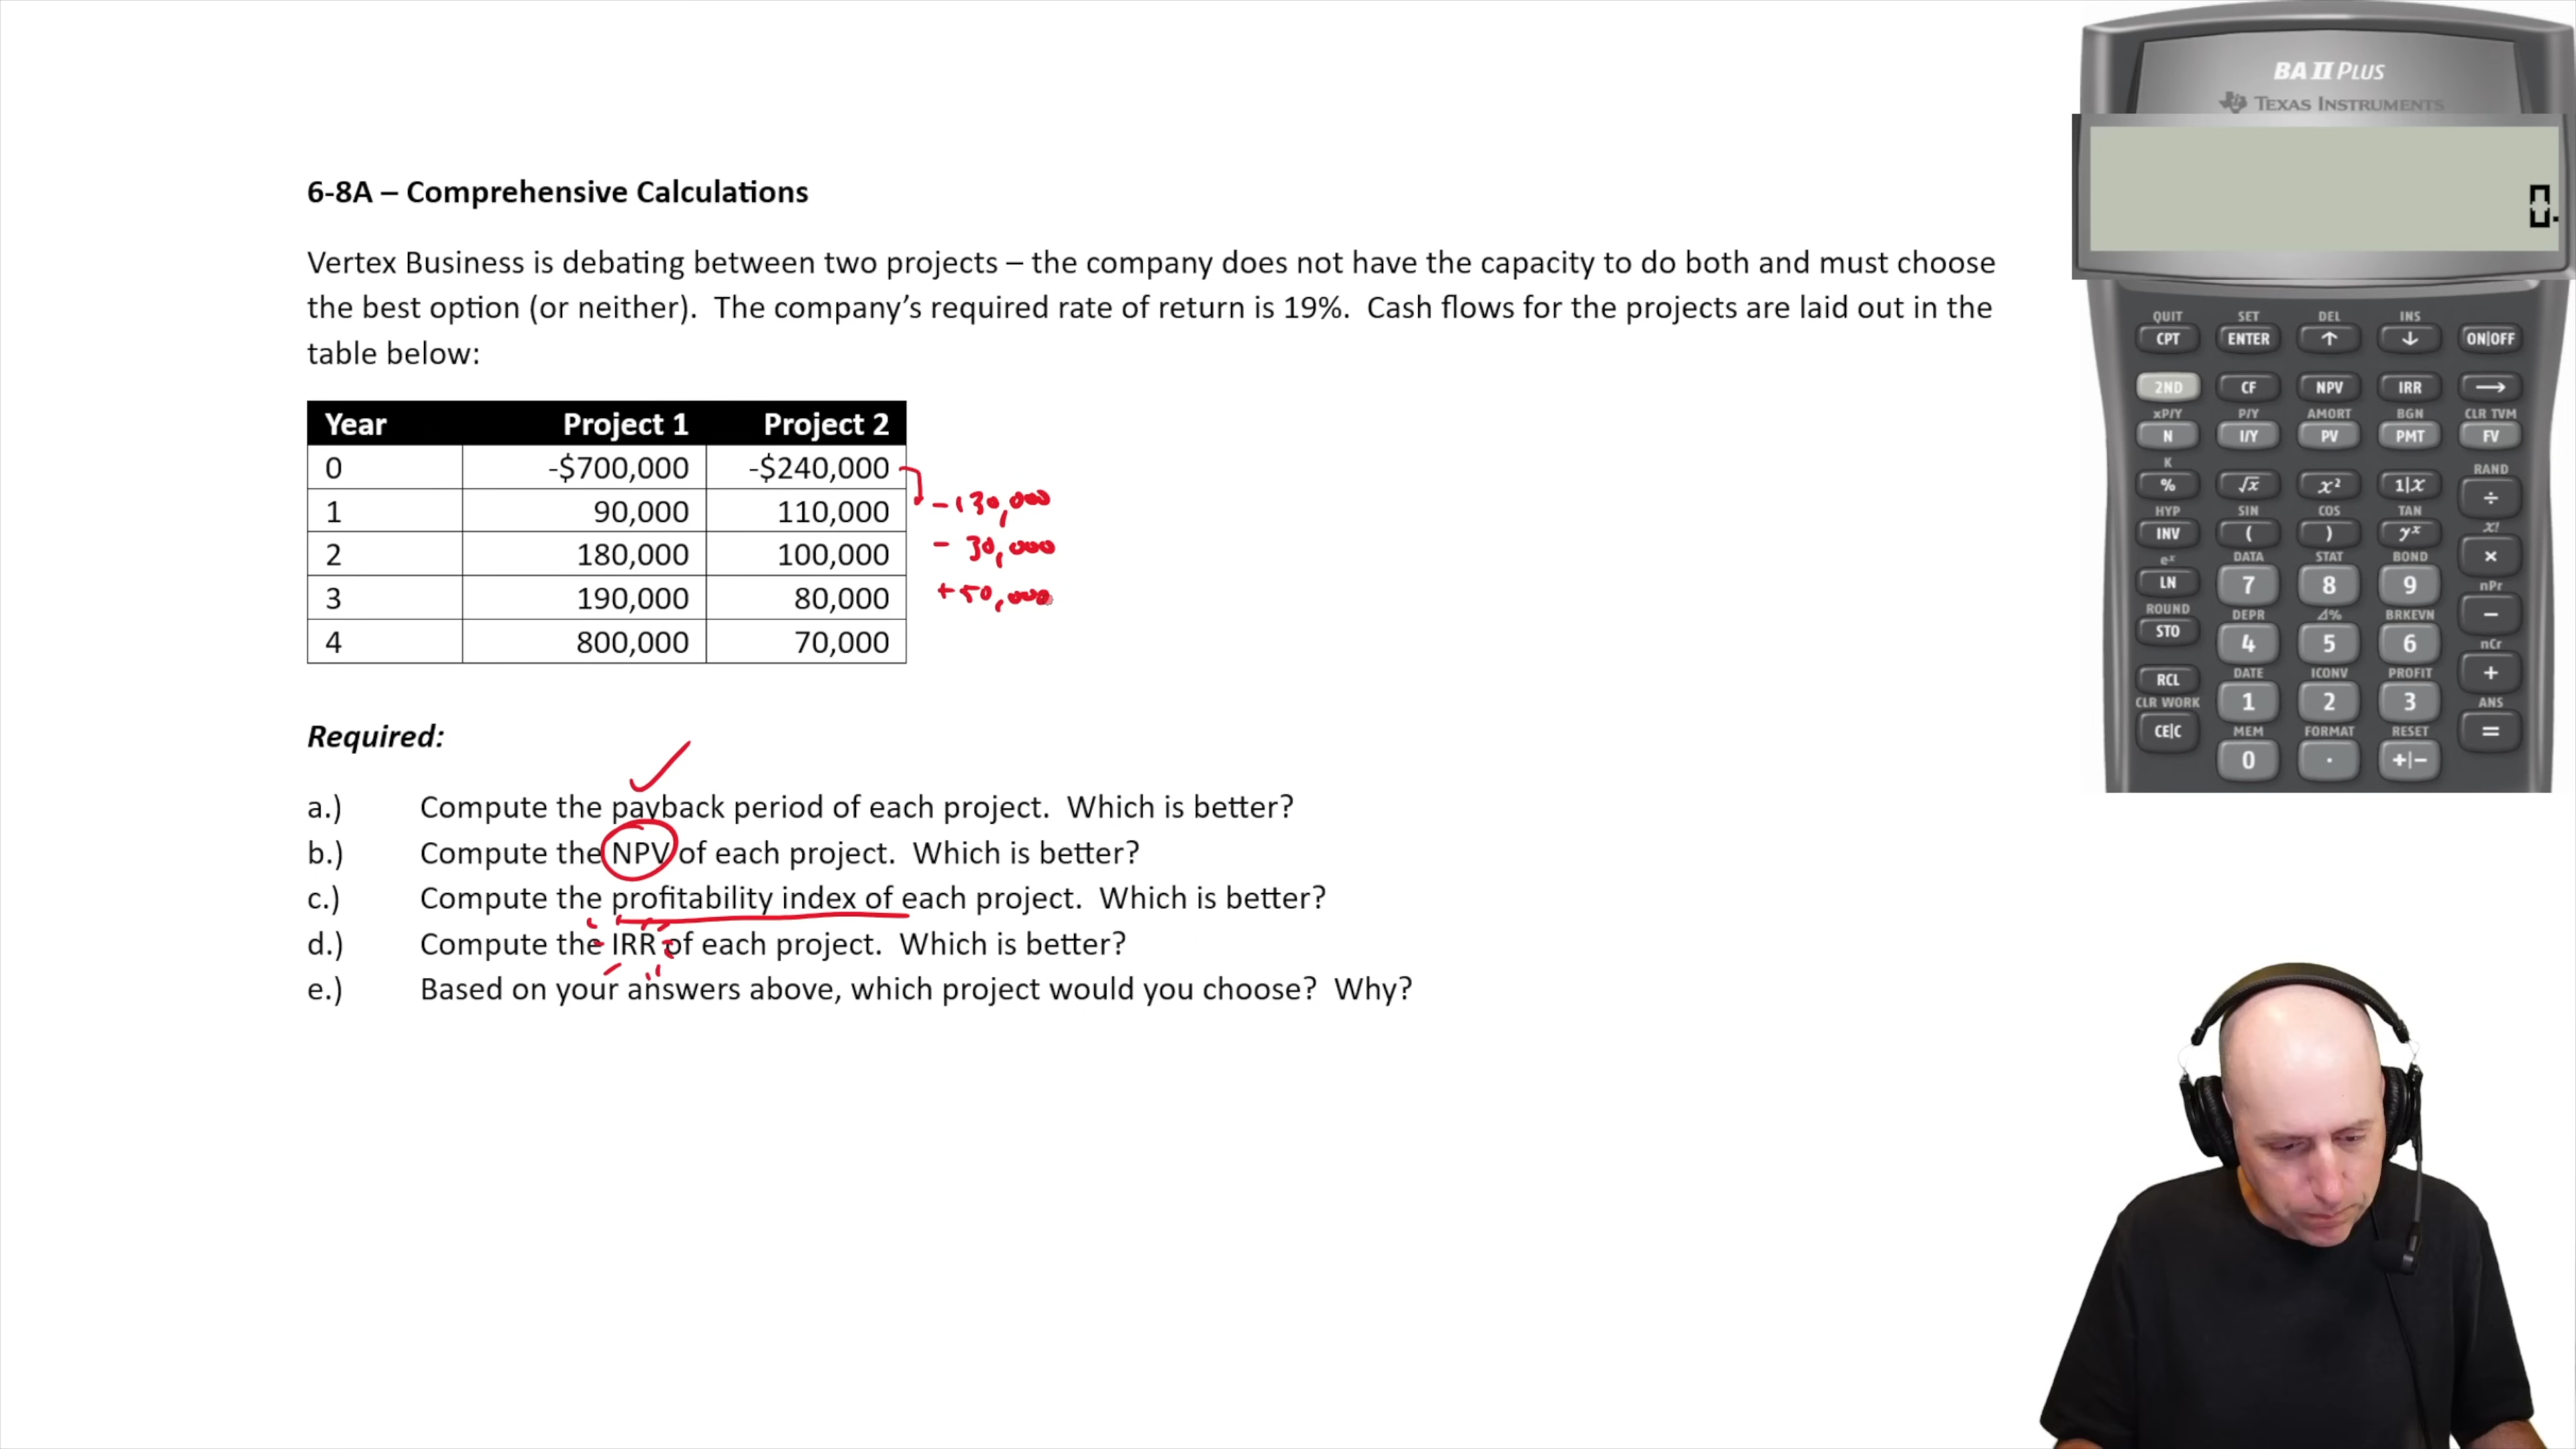 6-8A – Comprehensive Calculations
Vertex Business is debating between two projects – the company does not have the capacity to do both and must choose
the best option (or neither).  The company’s required rate of return is 19%.  Cash flows for the projects are laid out in the
table below:
Year Project 1 Project 2
0 -$700,000 -$240,000
1 90,000 110,000 -130,000
2 180,000 100,000 - 30,000
3 190,000 80,000 +50,000
4 800,000 70,000
Required:
a.) Compute the payback period of each project.  Which is better?
b.) Compute the NPV of each project.  Which is better?
c.) Compute the profitability index of each project.  Which is better?
d.) Compute the IRR of each project.  Which is better?
e.) Based on your answers above, which project would you choose?  Why?
BA II PLUS
TEXAS INSTRUMENTS
0.
QUIT SET DEL INS
CPT ENTER ↑ ↓ ON|OFF
2ND CF NPV IRR →
xP/Y P/Y AMORT BGN CLR TVM
N I/Y PV PMT FV
K RAND
% √x x² 1|x ÷
HYP SIN COS TAN x!
INV ( ) yˣ ×
eˣ DATA STAT BOND nPr
LN 7 8 9 −
ROUND DEPR Δ% BRKEVN nCr
STO 4 5 6 +
DATE ICONV PROFIT
RCL 1 2 3
CLR WORK MEM FORMAT RESET ANS
CE|C 0 . +|− =